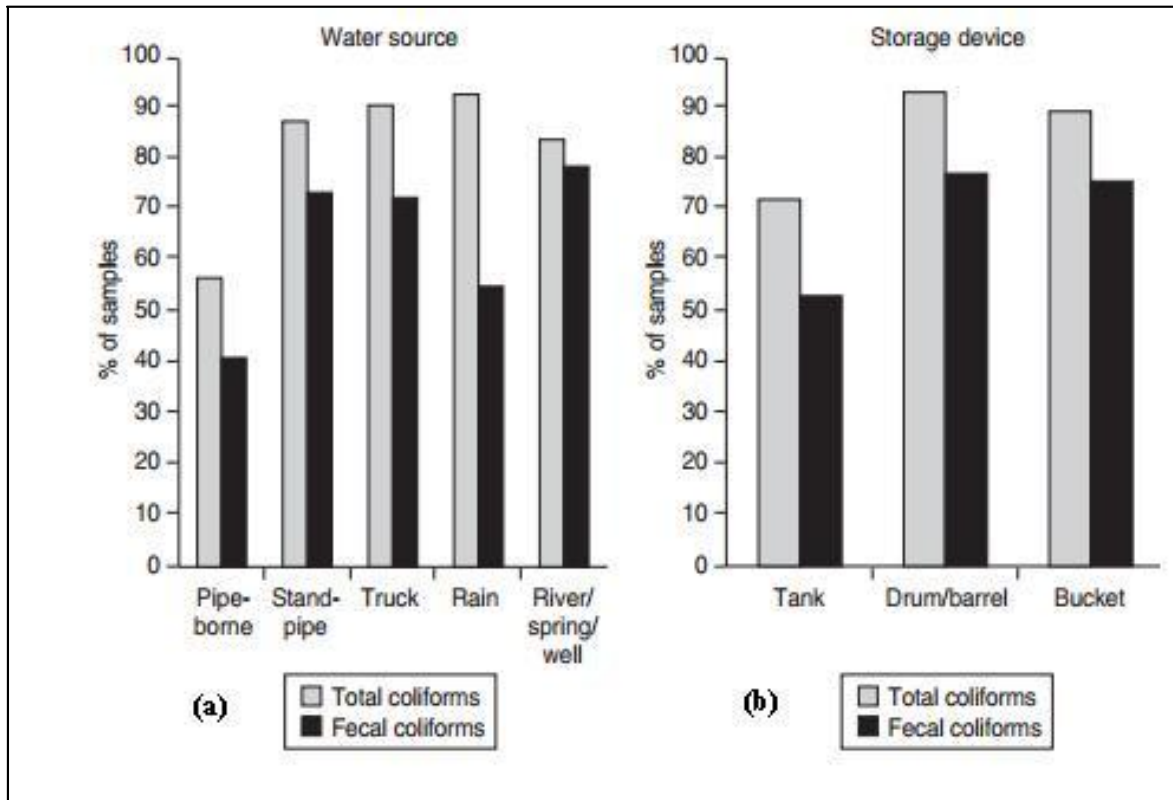 Water source
% of samples
100
90
80
70
60
50
40
30
20
10
0
Pipe-
borne
Stand-
pipe
Truck
Rain
River/
spring/
well
(a)
Total coliforms
Fecal coliforms
Storage device
% of samples
100
90
80
70
60
50
40
30
20
10
0
Tank
Drum/barrel
Bucket
(b)
Total coliforms
Fecal coliforms